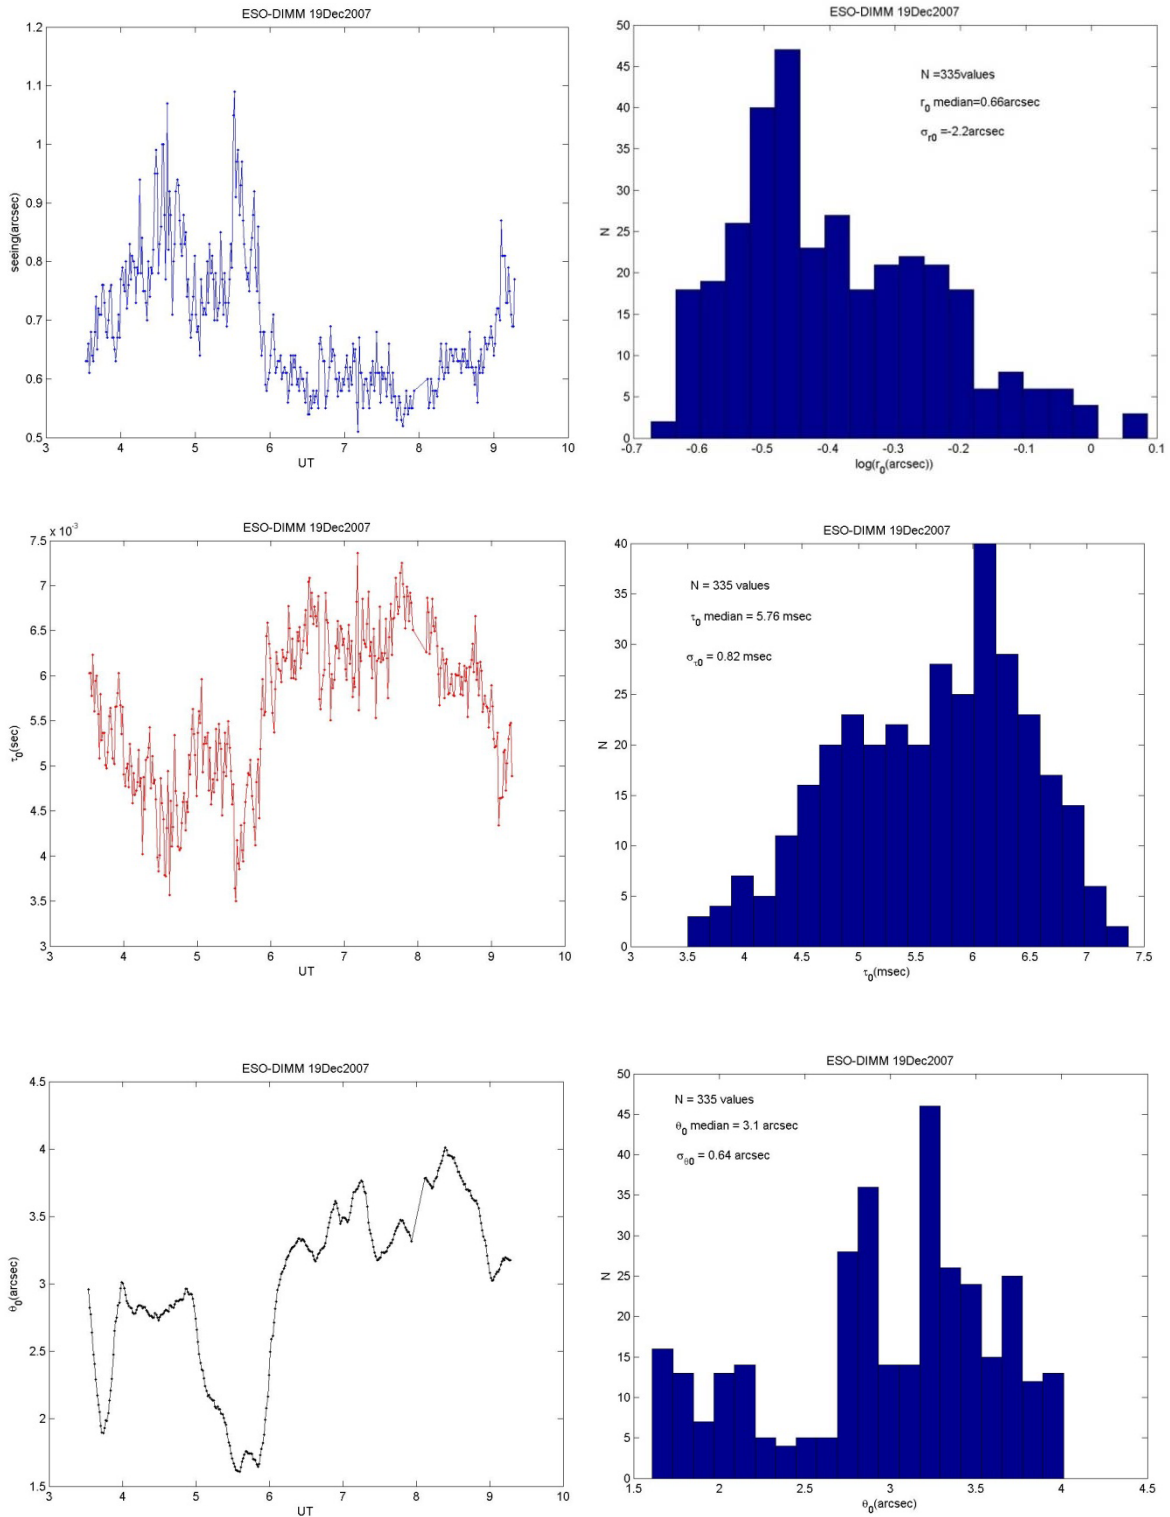 ESO-DIMM 19Dec2007
1.2
1.1
1
0.9
0.8
0.7
0.6
0.5
seeing(arcsec)
3 4 5 6 7 8 9 10
UT
ESO-DIMM 19Dec2007
50
45
40
35
30
25
20
15
10
5
0
N
N =335values
r0 median=0.66arcsec
σr0 =-2.2arcsec
-0.7 -0.6 -0.5 -0.4 -0.3 -0.2 -0.1 0 0.1
log(r0(arcsec))
ESO-DIMM 19Dec2007
x 10-3
7.5
7
6.5
6
5.5
5
4.5
4
3.5
3
τ0(sec)
3 4 5 6 7 8 9 10
UT
ESO-DIMM 19Dec2007
40
35
30
25
20
15
10
5
0
N
N = 335 values
τ0 median = 5.76 msec
στ0 = 0.82 msec
3 3.5 4 4.5 5 5.5 6 6.5 7 7.5
τ0(msec)
ESO-DIMM 19Dec2007
4.5
4
3.5
3
2.5
2
1.5
θ0(arcsec)
3 4 5 6 7 8 9 10
UT
ESO-DIMM 19Dec2007
50
45
40
35
30
25
20
15
10
5
0
N
N = 335 values
θ0 median = 3.1 arcsec
σθ0 = 0.64 arcsec
1.5 2 2.5 3 3.5 4 4.5
θ0(arcsec)